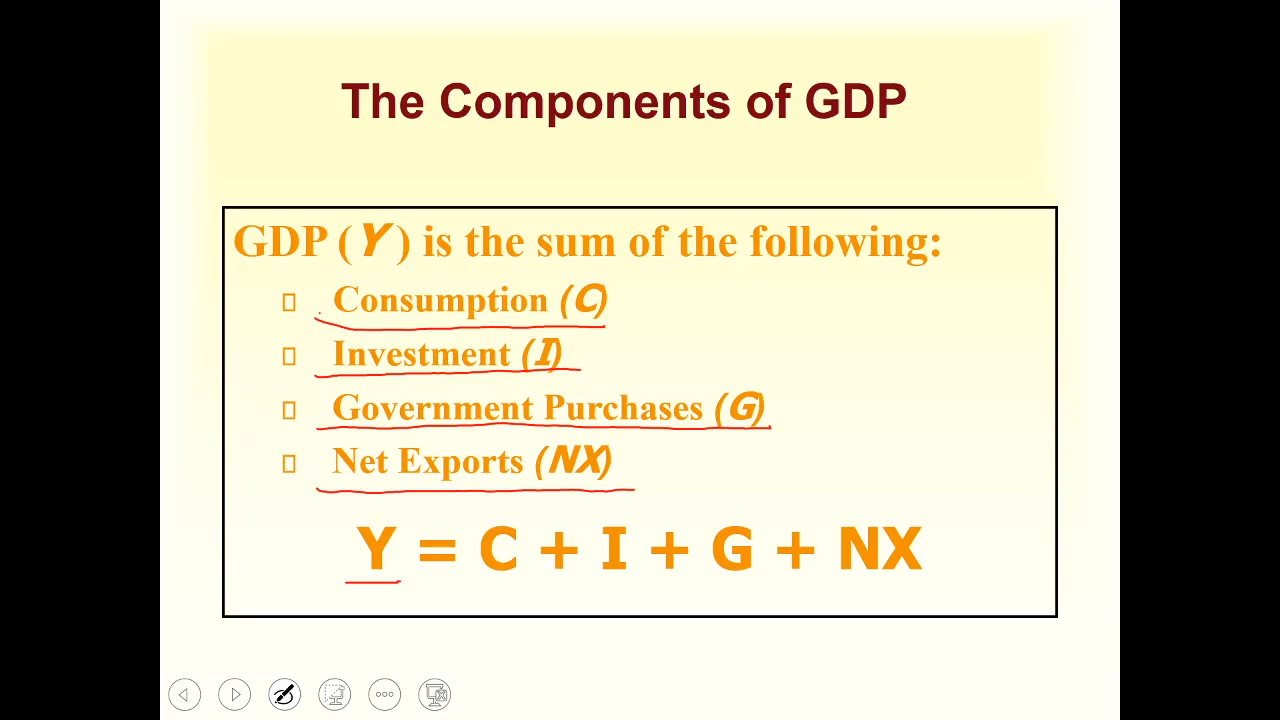 The Components of GDP
GDP (Y) is the sum of the following:
Consumption (C)
Investment (I)
Government Purchases (G)
Net Exports (NX)
Y = C + I + G + NX